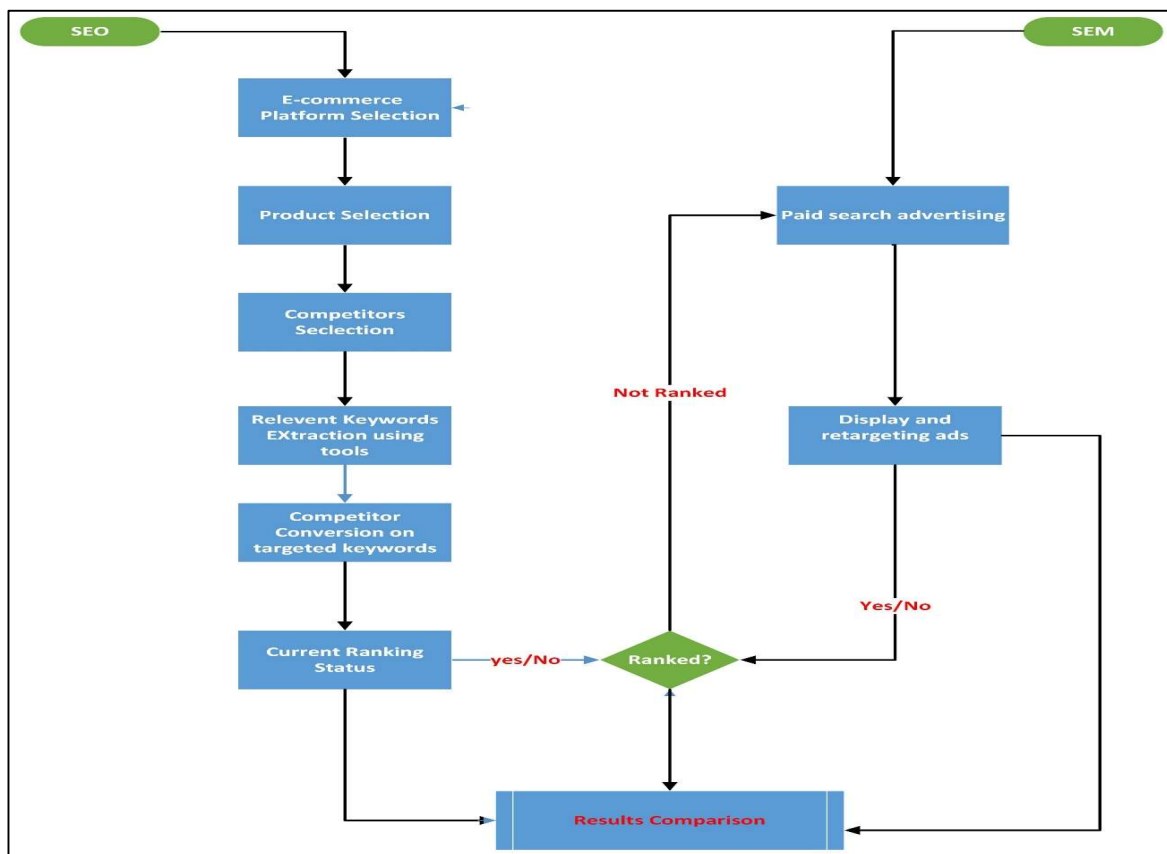 SEO
SEM
E-commerce
Platform Selection
Product Selection
Paid search advertising
Competitors
Seclection
Not Ranked
Relevent Keywords
EXtraction using
tools
Display and
retargeting ads
Competitor
Conversion on
targeted keywords
Yes/No
Current Ranking
Status
yes/No
Ranked?
Results Comparison